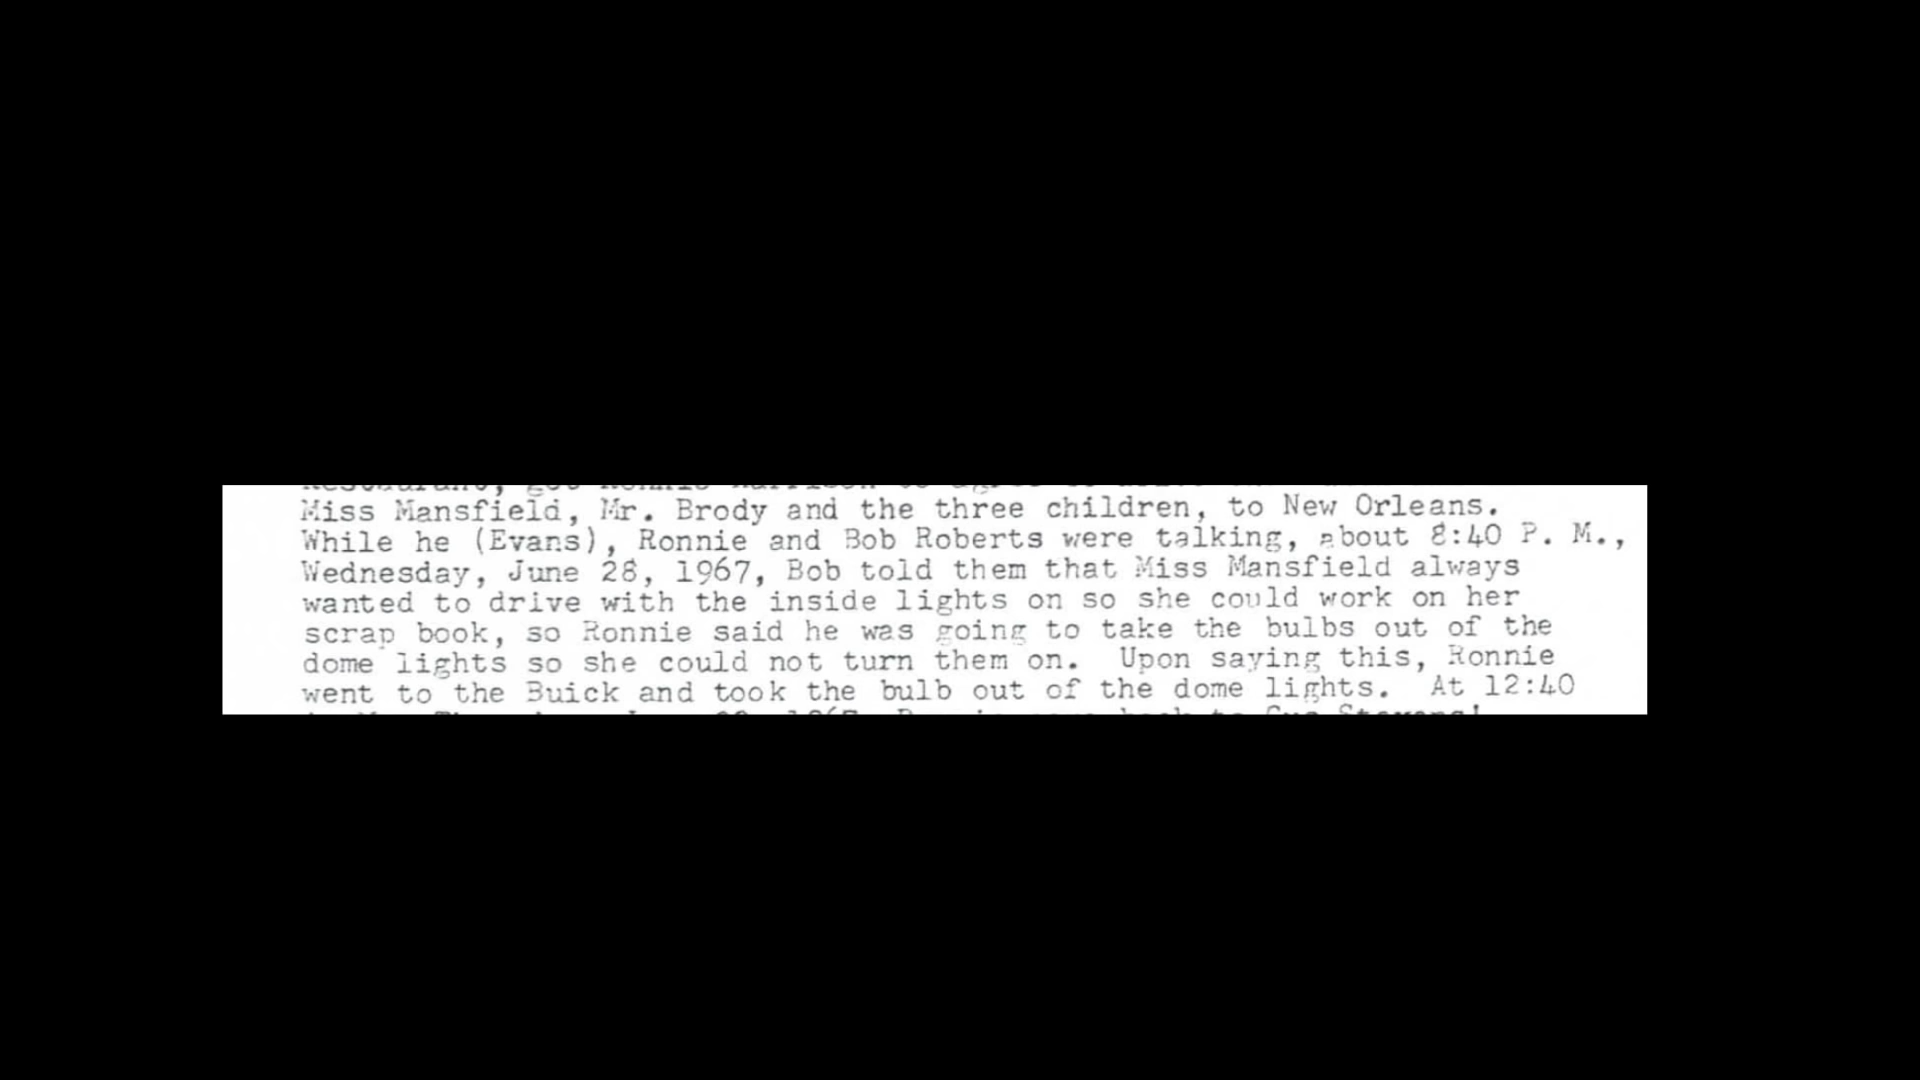 Miss Mansfield, Mr. Brody and the three children, to New Orleans.
While he (Evans), Ronnie and Bob Roberts were talking, about 8:40 P. M.,
Wednesday, June 28, 1967, Bob told them that Miss Mansfield always
wanted to drive with the inside lights on so she could work on her
scrap book, so Ronnie said he was going to take the bulbs out of the
dome lights so she could not turn them on. Upon saying this, Ronnie
went to the Buick and took the bulb out of the dome lights. At 12:40